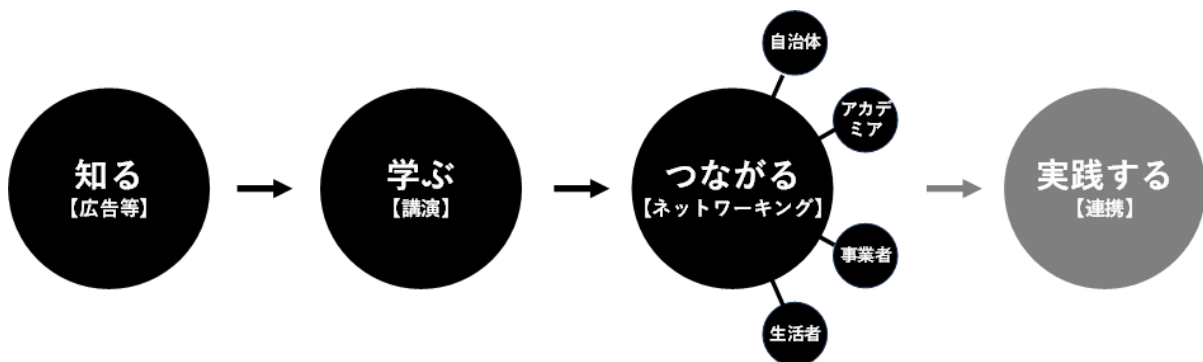 知る
【広告等】
学ぶ
【講演】
つながる
【ネットワーキング】
自治体
アカデ
ミア
事業者
生活者
実践する
【連携】